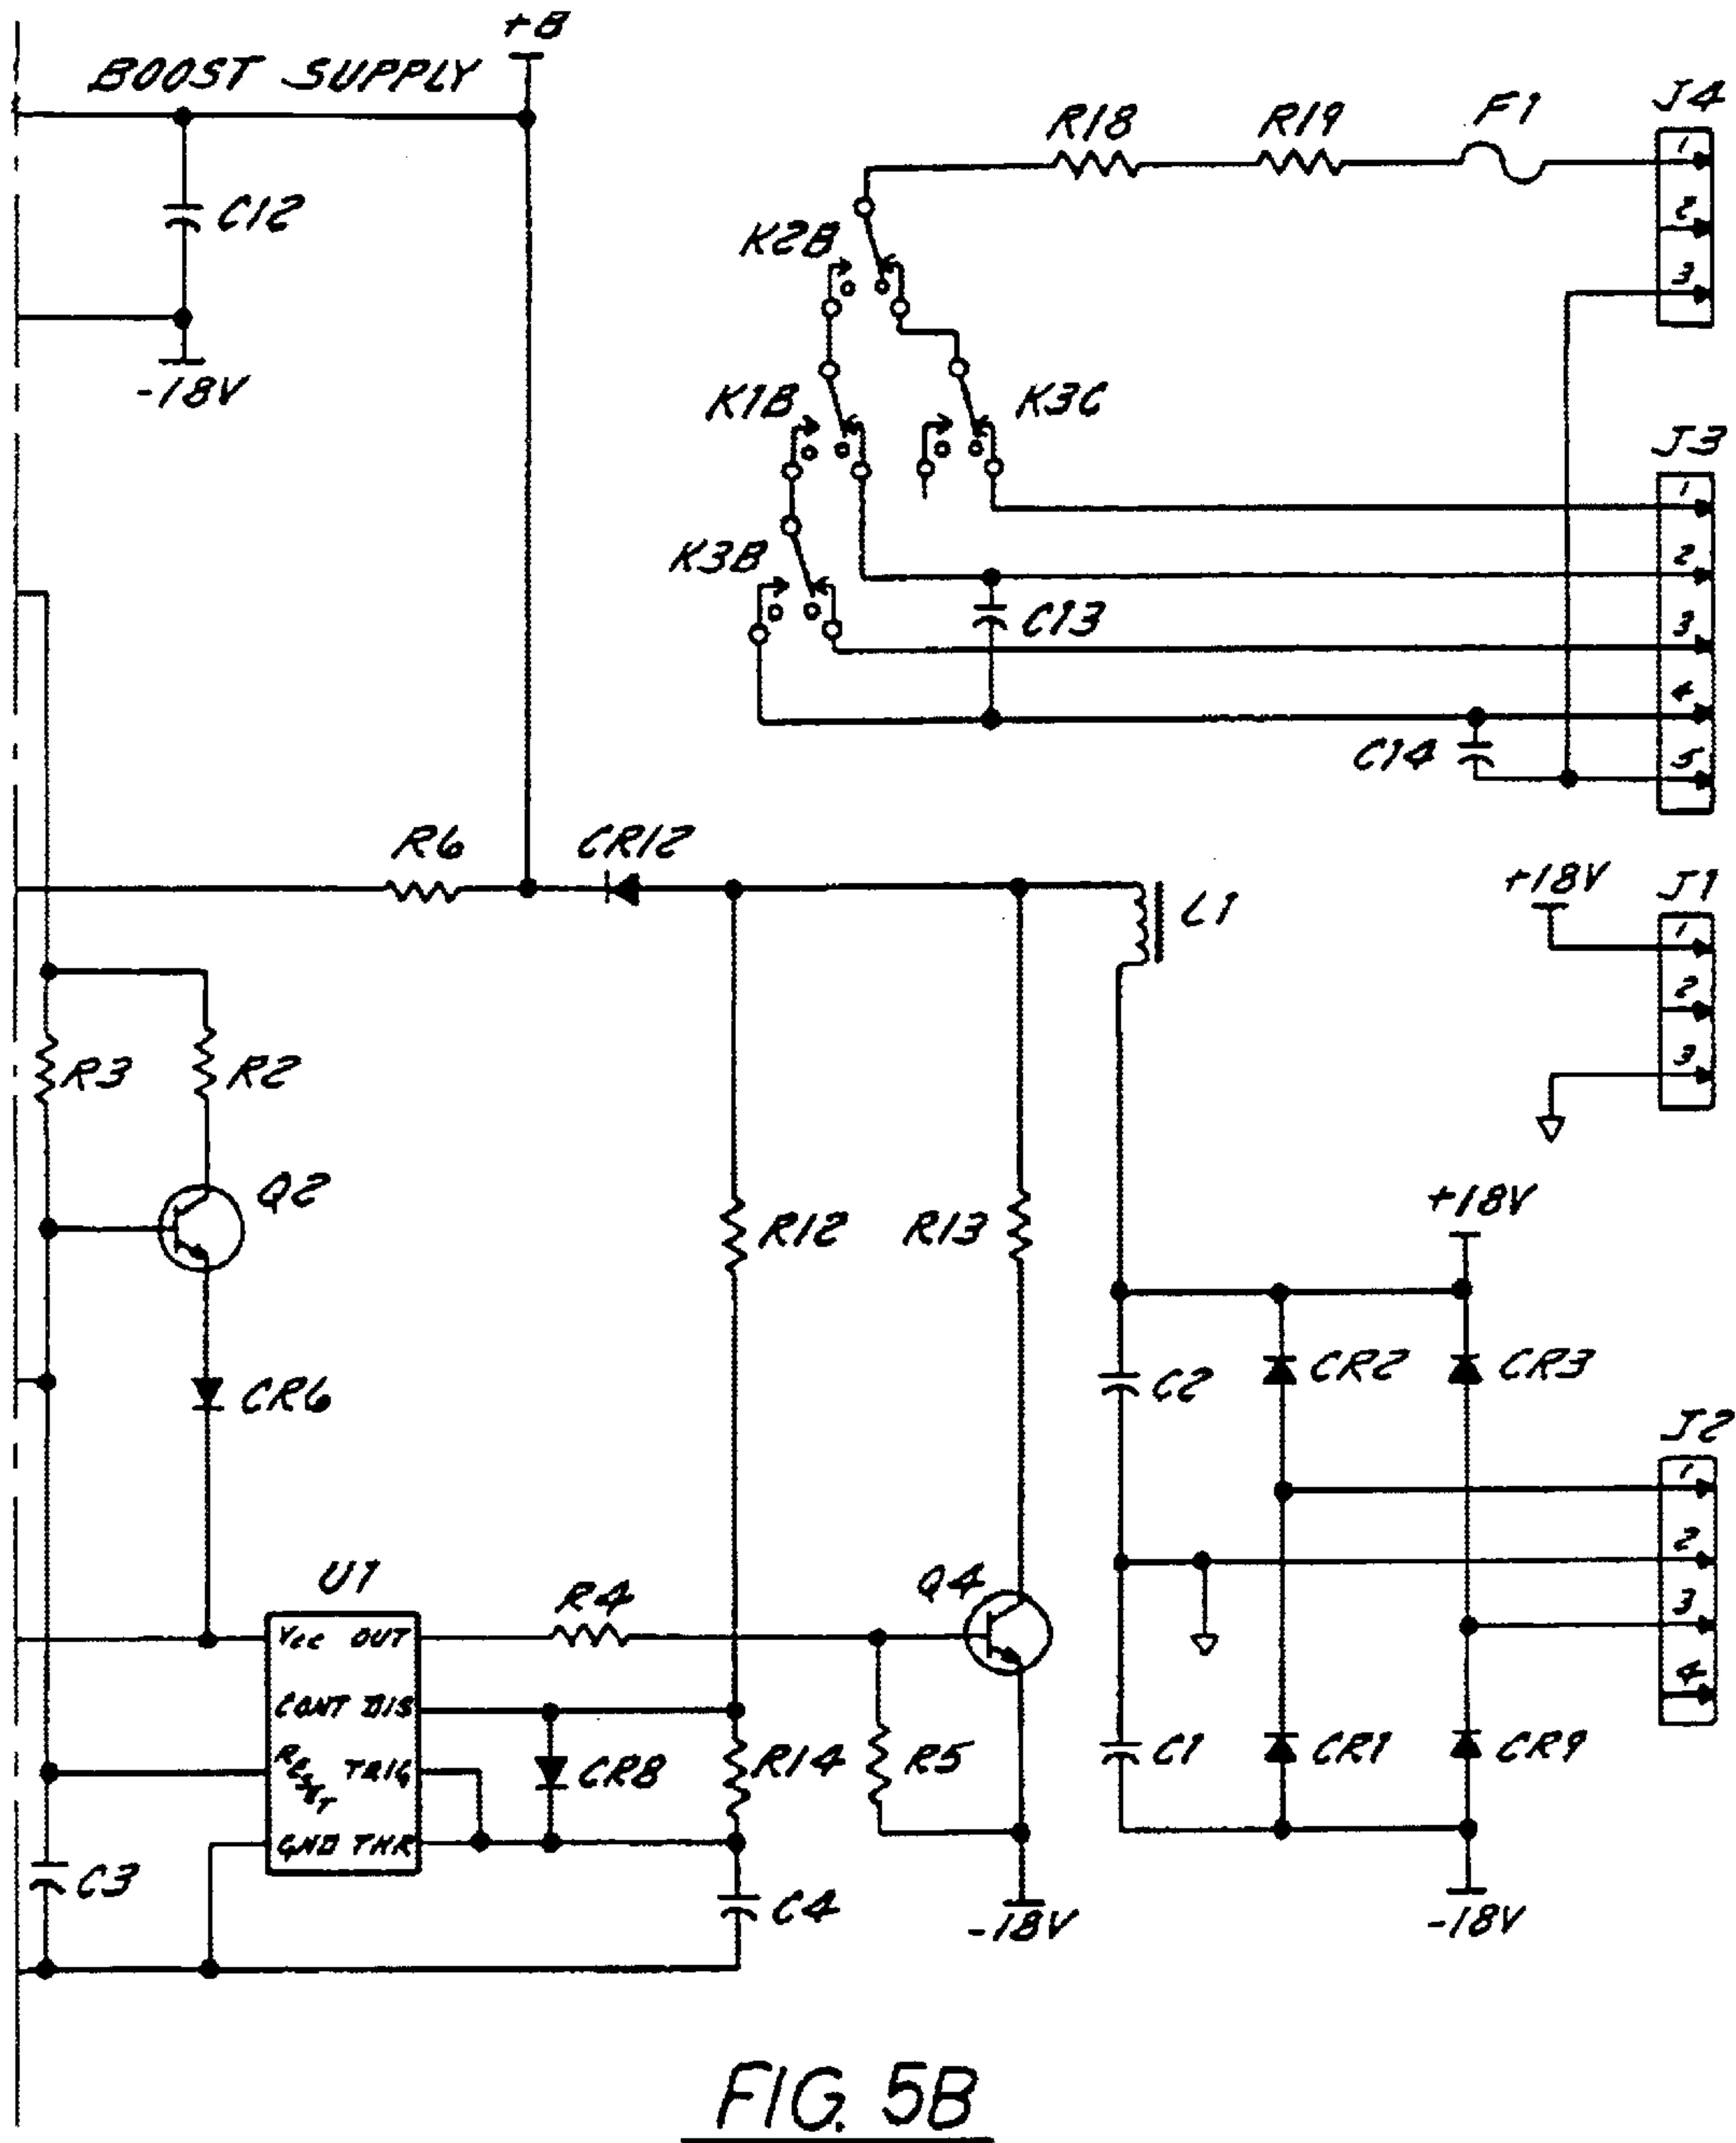 +B
BOOST SUPPLY
C12
-18V
R18
R19
F1
J4
1
2
3
K2B
K1B
K3C
K3B
C13
C14
J3
1
2
3
4
5
R6
CR12
L1
+18V
J1
1
2
3
R3
R2
Q2
CR6
R12
R13
+18V
C2
CR2
CR3
J2
1
2
3
4
U1
VCC OUT
CONT DIS
RESET TRIG
GND THR
R4
Q4
CR8
R14
R5
C1
CR1
CR9
C3
C4
-18V
-18V
FIG. 5B